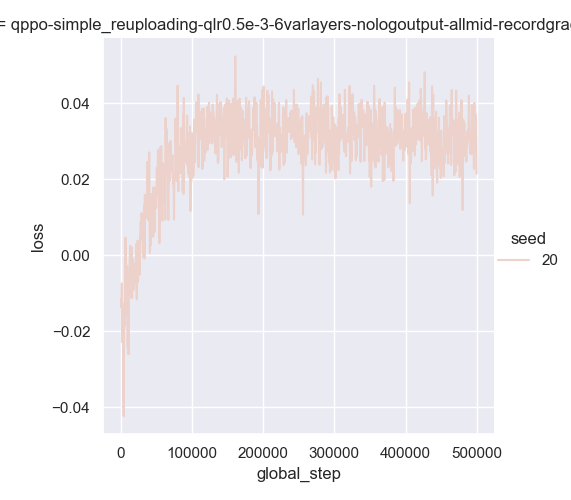 = qppo-simple_reuploading-qlr0.5e-3-6varlayers-nologoutput-allmid-recordgrad
0.04
0.02
0.00
−0.02
−0.04
loss
0 100000 200000 300000 400000 500000
global_step
seed
20